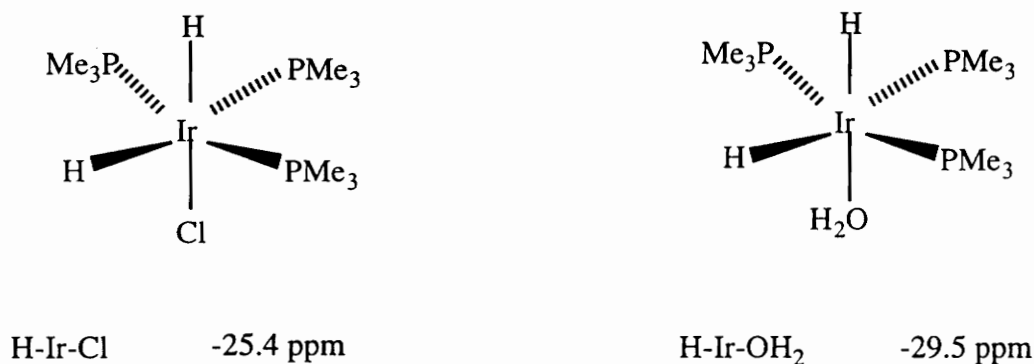 H
Me3P
PMe3
Ir
H
PMe3
Cl
H-Ir-Cl -25.4 ppm
H
Me3P
PMe3
Ir
H
PMe3
H2O
H-Ir-OH2 -29.5 ppm